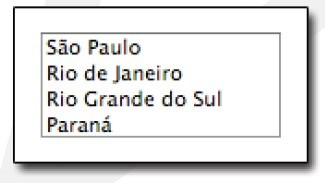 São Paulo
Rio de Janeiro
Rio Grande do Sul
Paraná